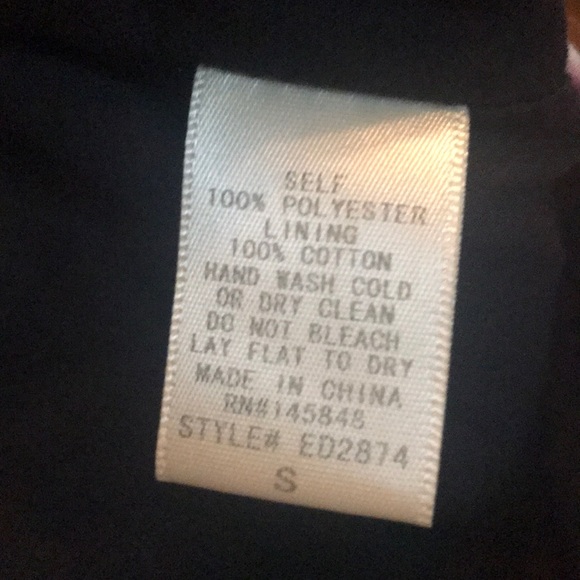 SELF
100% POLYESTER
LINING
100% COTTON
HAND WASH COLD
OR DRY CLEAN
DO NOT BLEACH
LAY FLAT TO DRY
MADE IN CHINA
RN#145848
STYLE# ED2874
S